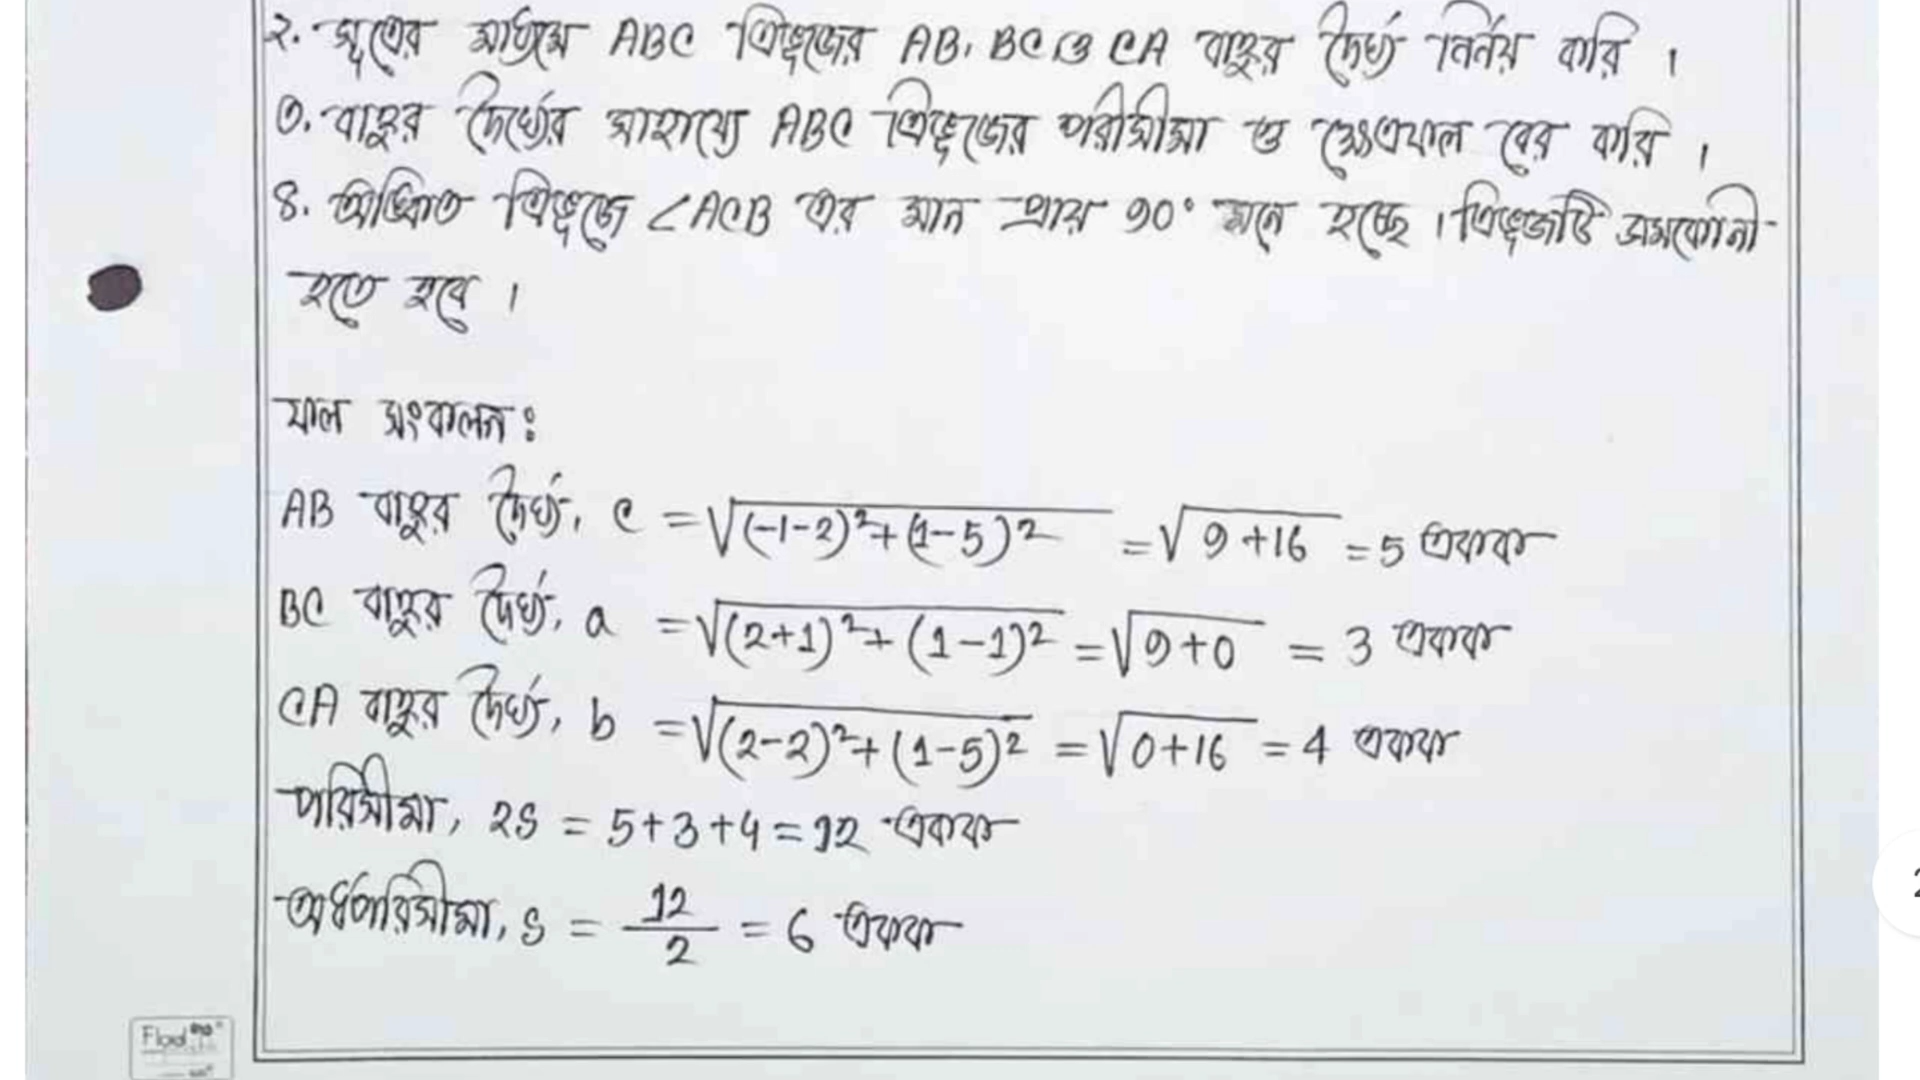 ২. সূত্রের মাধ্যমে ABC ত্রিভুজের AB, BC ও CA বাহুর দৈর্ঘ্য নির্নয় করি ।
৩. বাহুর দৈর্ঘ্যের সাহায্যে ABC ত্রিভুজের পরীসীমা ও ক্ষেত্রফল বের করি ।
৪. অঙ্কিত ত্রিভুজে ∠ACB এর মান প্রায় 90° মনে হচ্ছে । ত্রিভুজটি সমকোনী
হতে হবে ।
ফল সংকলন :
AB বাহুর দৈর্ঘ্য, c = √(-1-2)² + (1-5)² = √9+16 = 5 একক
BC বাহুর দৈর্ঘ্য, a = √(2+1)² + (1-1)² = √9+0 = 3 একক
CA বাহুর দৈর্ঘ্য, b = √(2-2)² + (1-5)² = √0+16 = 4 একক
পরিসীমা, 2s = 5+3+4 = 12 একক
অর্ধপরিসীমা, s = 12/2 = 6 একক